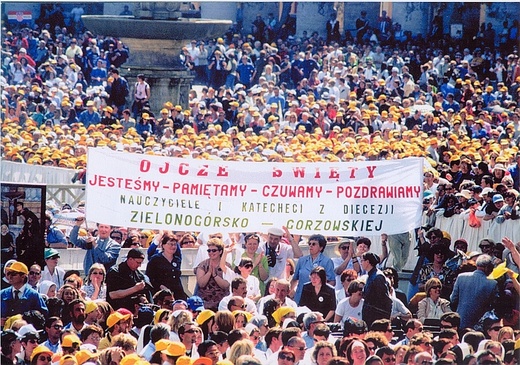 OJCZE ŚWIĘTY
JESTEŚMY - PAMIĘTAMY - CZUWAMY - POZDRAWIAMY
NAUCZYCIELE I KATECHECI Z DIECEZJI
ZIELONOGÓRSKO - GORZOWSKIEJ